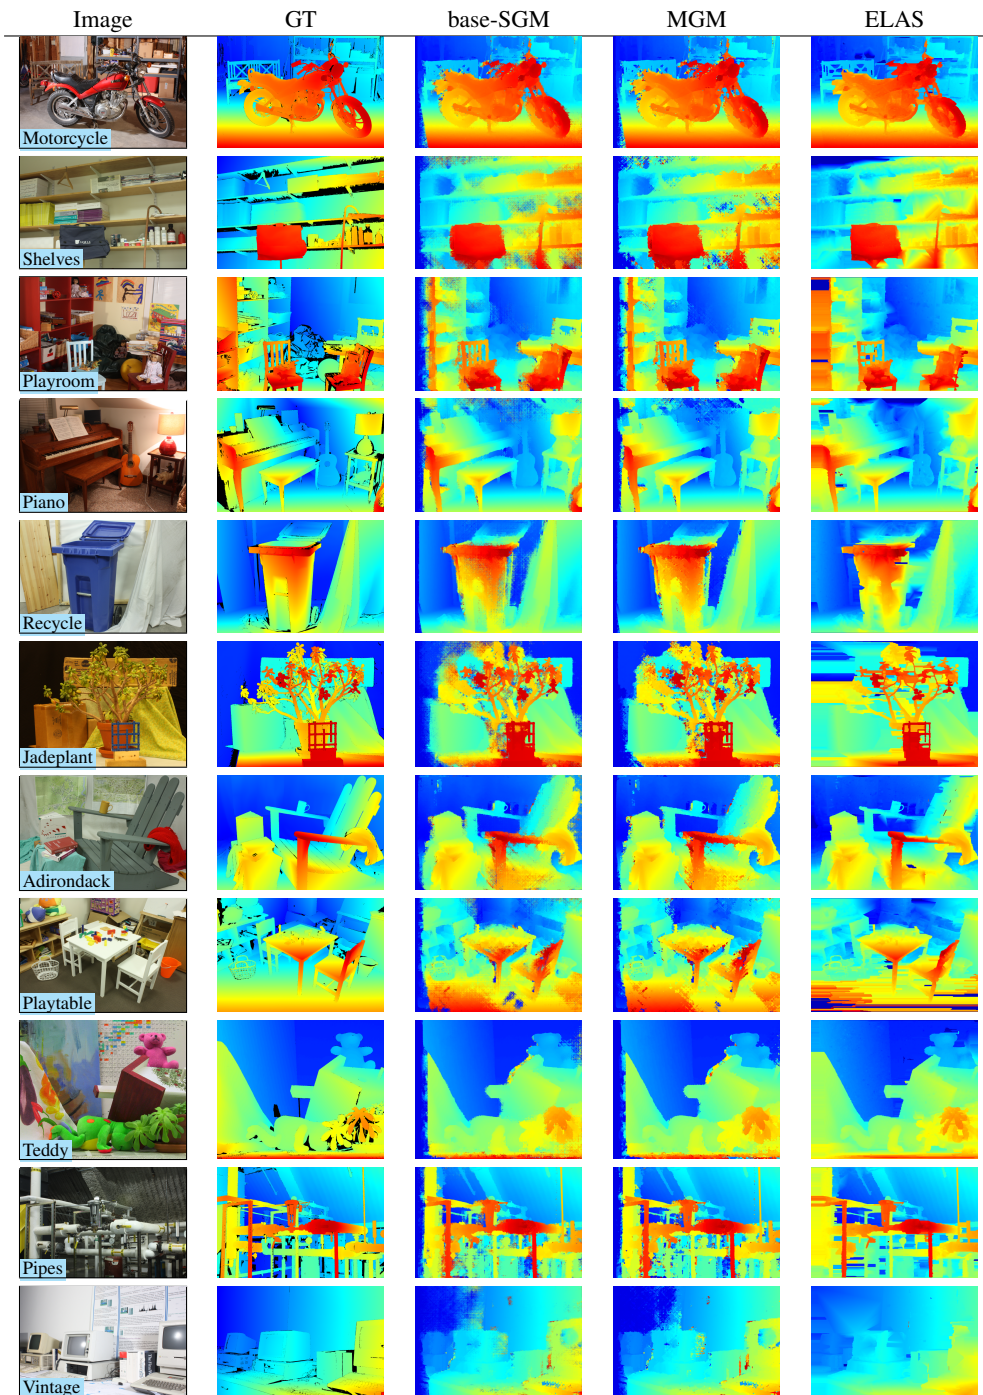 Image GT base-SGM MGM ELAS
Motorcycle
Shelves
Playroom
Piano
Recycle
Jadeplant
Adirondack
Playtable
Teddy
Pipes
Vintage